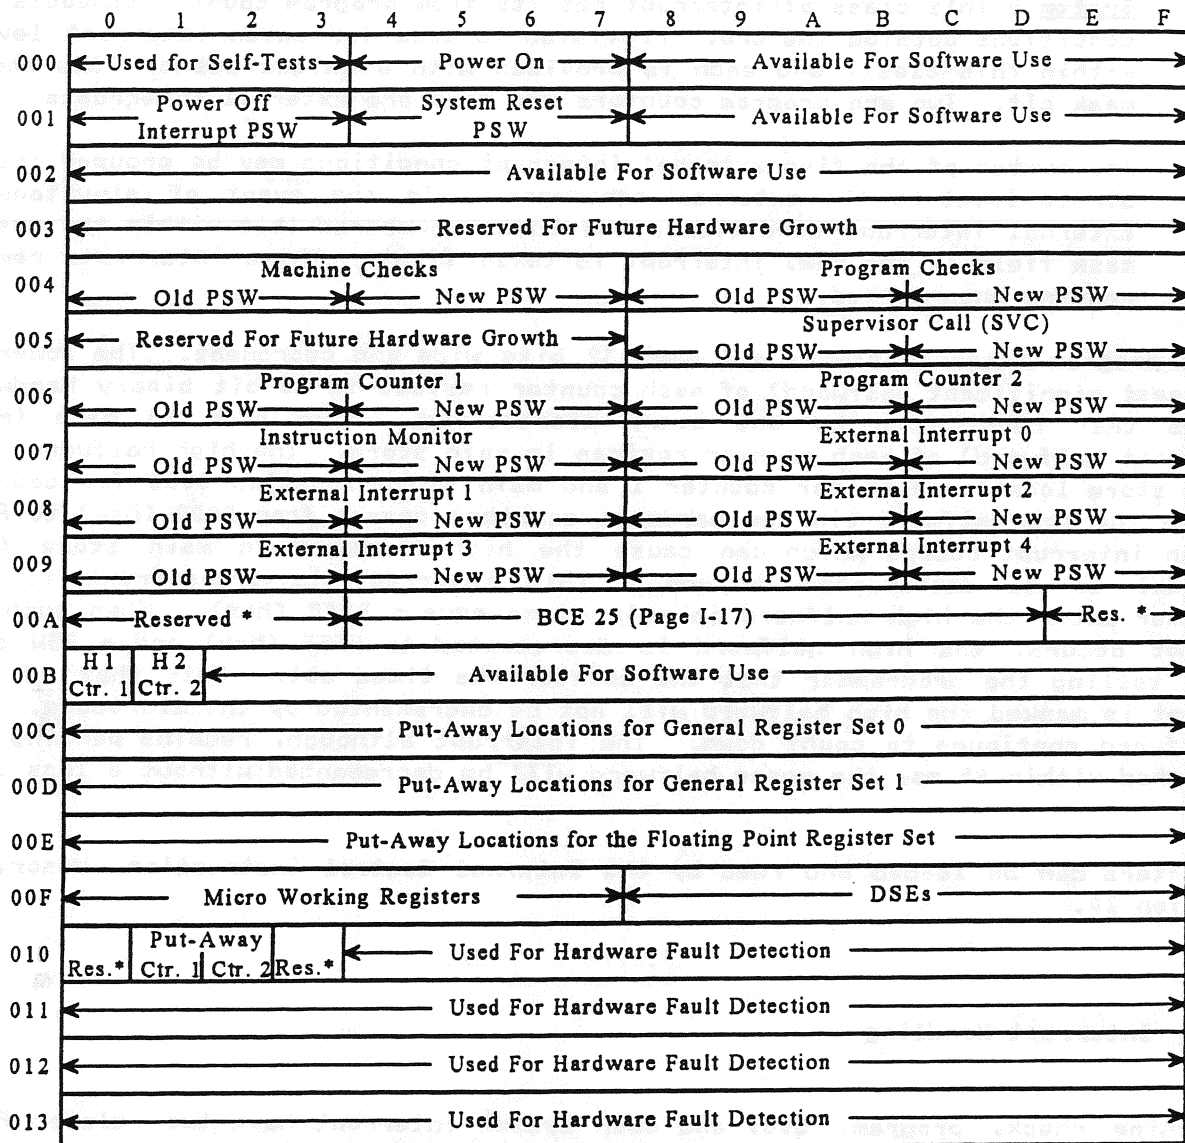 0 1 2 3 4 5 6 7 8 9 A B C D E F
000 Used for Self-Tests Power On Available For Software Use
001 Power Off Interrupt PSW System Reset PSW Available For Software Use
002 Available For Software Use
003 Reserved For Future Hardware Growth
Machine Checks Program Checks
004 Old PSW New PSW Old PSW New PSW
005 Reserved For Future Hardware Growth Supervisor Call (SVC)
Old PSW New PSW
Program Counter 1 Program Counter 2
006 Old PSW New PSW Old PSW New PSW
Instruction Monitor External Interrupt 0
007 Old PSW New PSW Old PSW New PSW
External Interrupt 1 External Interrupt 2
008 Old PSW New PSW Old PSW New PSW
External Interrupt 3 External Interrupt 4
009 Old PSW New PSW Old PSW New PSW
00A Reserved * BCE 25 (Page I-17) Res. *
00B H1 Ctr. 1 H2 Ctr. 2 Available For Software Use
00C Put-Away Locations for General Register Set 0
00D Put-Away Locations for General Register Set 1
00E Put-Away Locations for the Floating Point Register Set
00F Micro Working Registers DSEs
010 Res.* Put-Away Ctr. 1 Ctr. 2 Res.* Used For Hardware Fault Detection
011 Used For Hardware Fault Detection
012 Used For Hardware Fault Detection
013 Used For Hardware Fault Detection